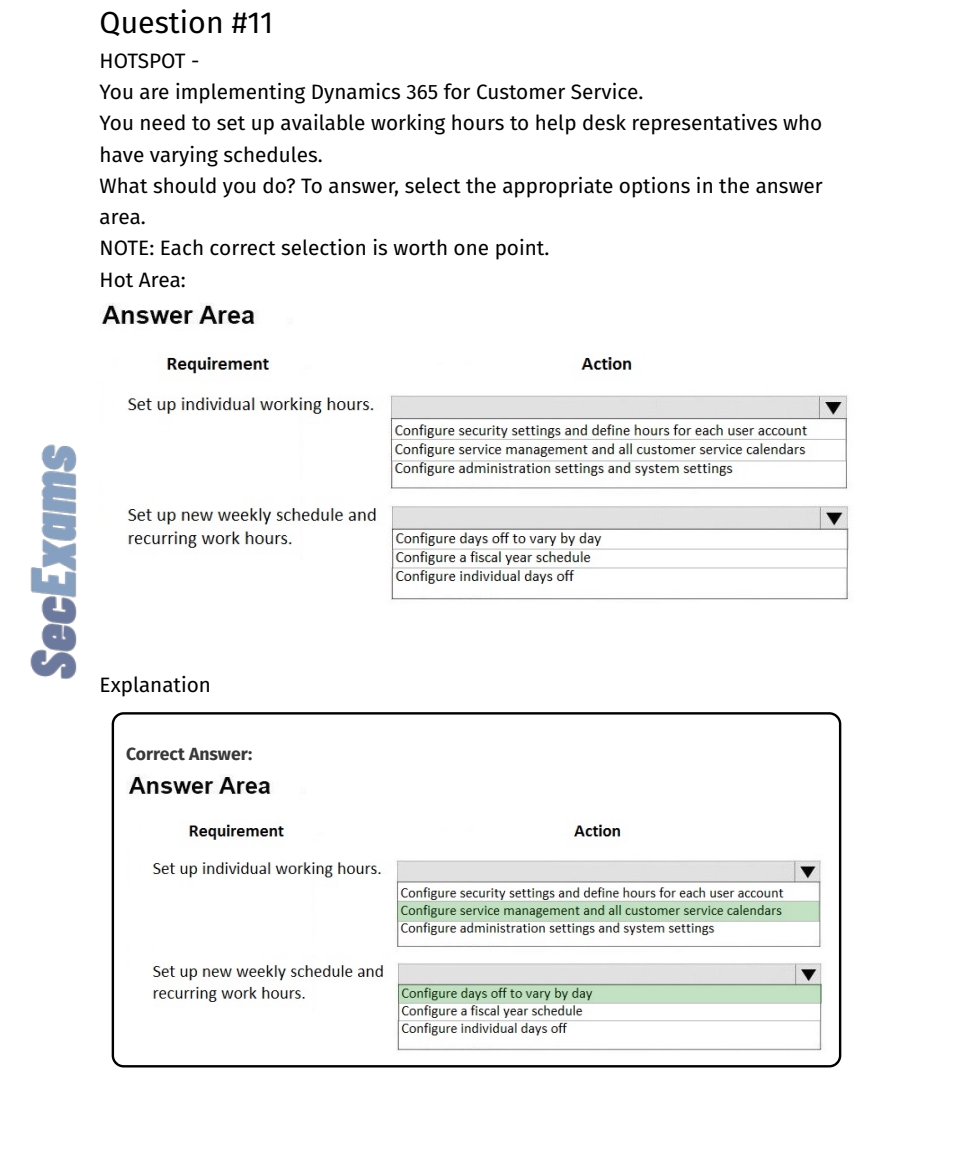 Question #11
HOTSPOT -
You are implementing Dynamics 365 for Customer Service.
You need to set up available working hours to help desk representatives who
have varying schedules.
What should you do? To answer, select the appropriate options in the answer
area.
NOTE: Each correct selection is worth one point.
Hot Area:
Answer Area
Requirement Action
Set up individual working hours.
Configure security settings and define hours for each user account
Configure service management and all customer service calendars
Configure administration settings and system settings
Set up new weekly schedule and
recurring work hours.
Configure days off to vary by day
Configure a fiscal year schedule
Configure individual days off
SecExams
Explanation
Correct Answer:
Answer Area
Requirement Action
Set up individual working hours.
Configure security settings and define hours for each user account
Configure service management and all customer service calendars
Configure administration settings and system settings
Set up new weekly schedule and
recurring work hours.
Configure days off to vary by day
Configure a fiscal year schedule
Configure individual days off